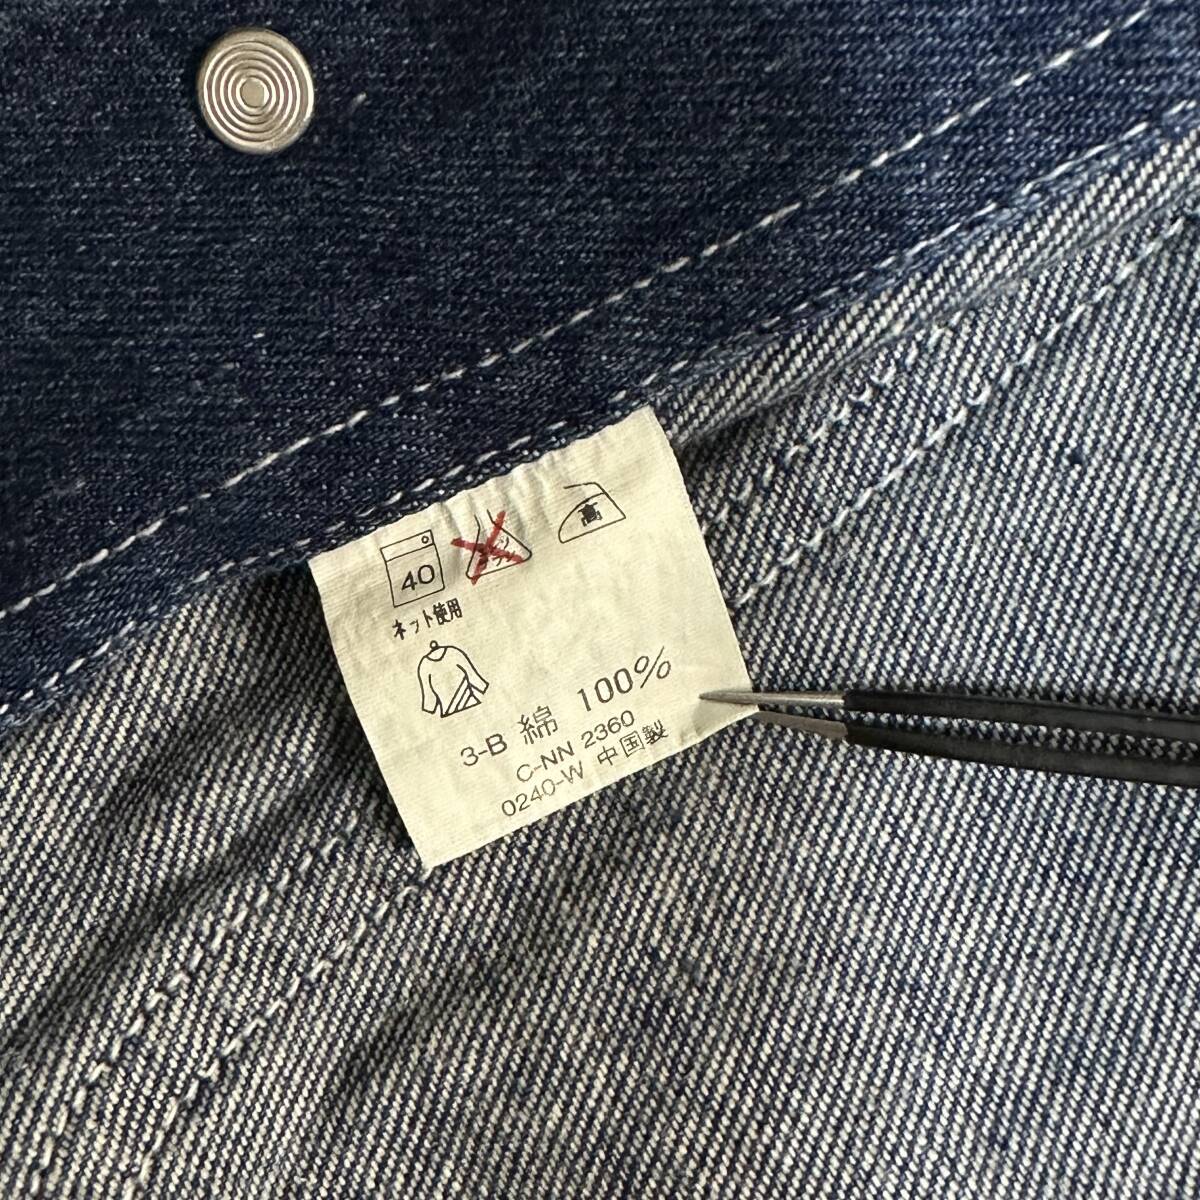 40
高
ネット使用
3-B 綿 100%
C-NN 2360
0240-W 中国製